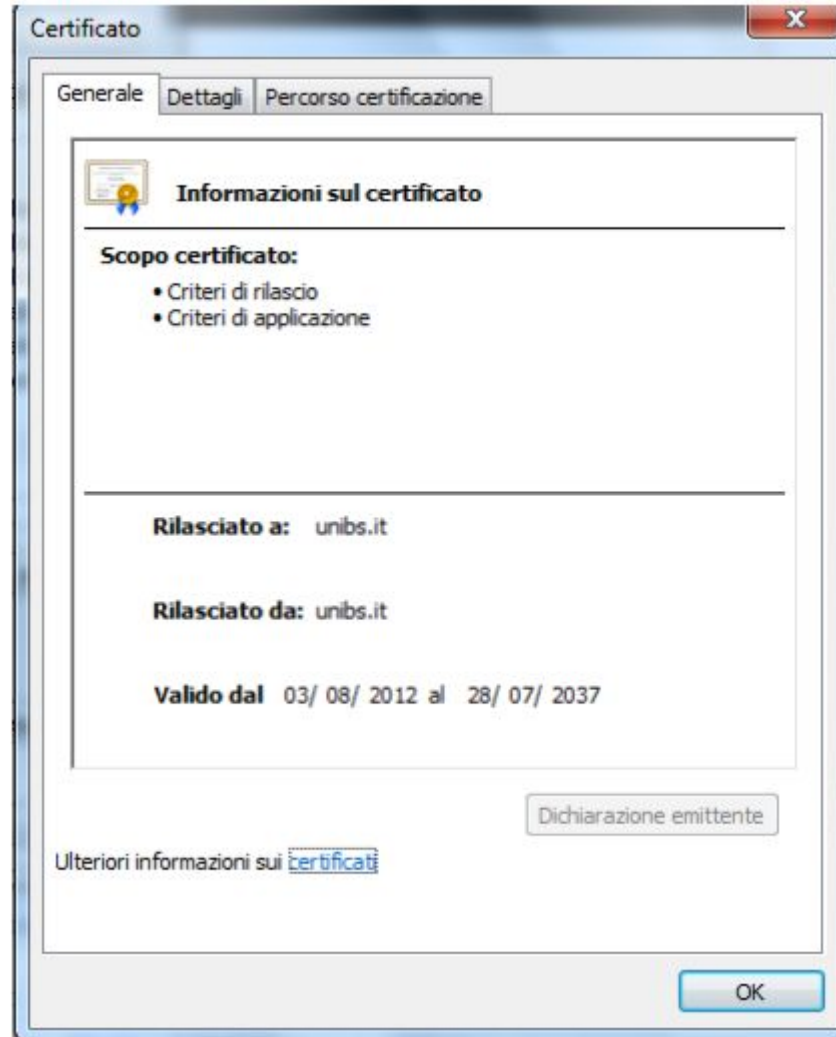 Certificato
Generale Dettagli Percorso certificazione
Informazioni sul certificato
Scopo certificato:
• Criteri di rilascio
• Criteri di applicazione
Rilasciato a: unibs.it
Rilasciato da: unibs.it
Valido dal 03/ 08/ 2012 al 28/ 07/ 2037
Dichiarazione emittente
Ulteriori informazioni sui certificati
OK